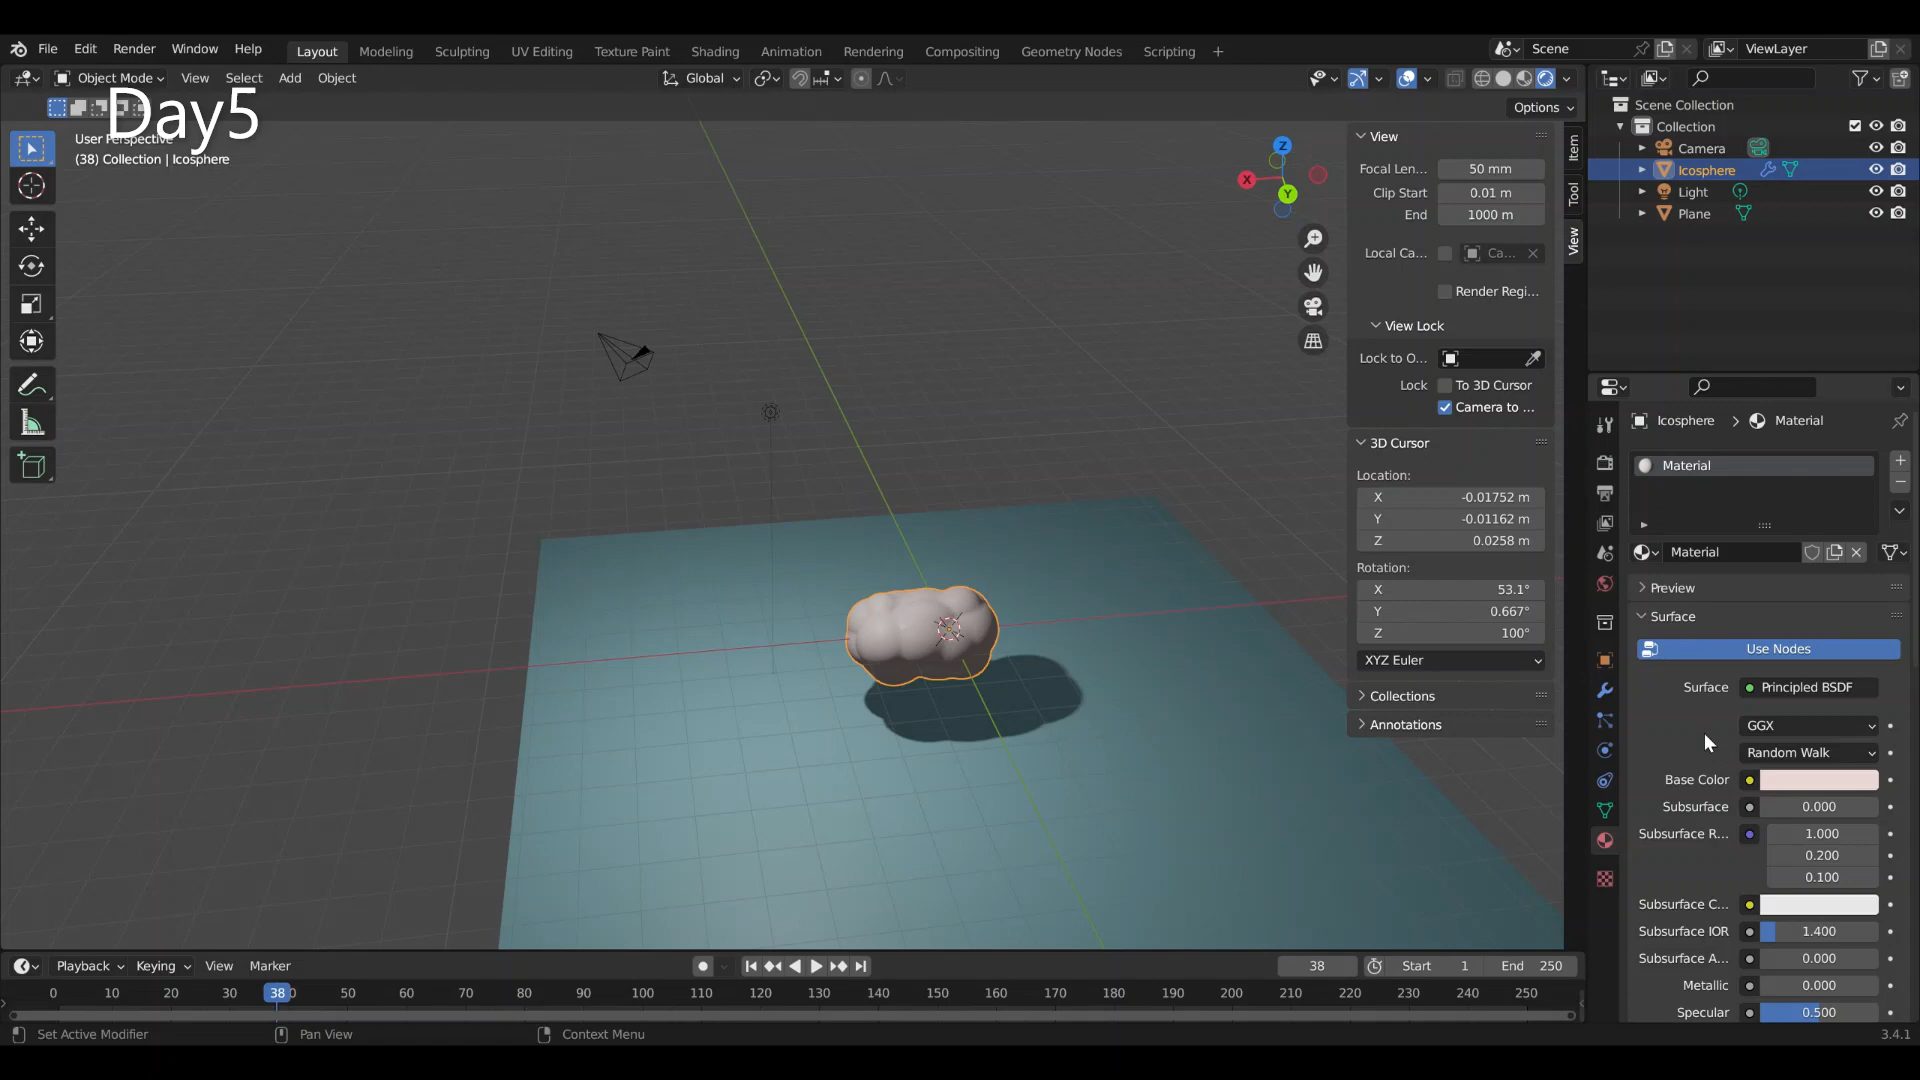 File Edit Render Window Help Layout Modeling Sculpting UV Editing Texture Paint Shading Animation Rendering Compositing Geometry Nodes Scripting + Scene ViewLayer
Object Mode View Select Add Object Global
Options
Day5
User Perspective
(38) Collection | Icosphere
X
Y
Z
View
Focal Len... 50 mm
Clip Start 0.01 m
End 1000 m
Local Ca... Ca...
Render Regi...
View Lock
Lock to O...
Lock To 3D Cursor
Camera to ...
3D Cursor
Location:
X -0.01752 m
Y -0.01162 m
Z 0.0258 m
Rotation:
X 53.1°
Y 0.667°
Z 100°
XYZ Euler
Collections
Annotations
Item
Tool
View
Scene Collection
Collection
Camera
Icosphere
Light
Plane
Icosphere > Material
Material
Material
Preview
Surface
Use Nodes
Surface Principled BSDF
GGX
Random Walk
Base Color
Subsurface 0.000
Subsurface R... 1.000
0.200
0.100
Subsurface C...
Subsurface IOR 1.400
Subsurface A... 0.000
Metallic 0.000
Specular 0.500
Playback Keying View Marker 38 Start 1 End 250
0 10 20 30 38 0 50 60 70 80 90 100 110 120 130 140 150 160 170 180 190 200 210 220 230 240 250
Set Active Modifier Pan View Context Menu 3.4.1